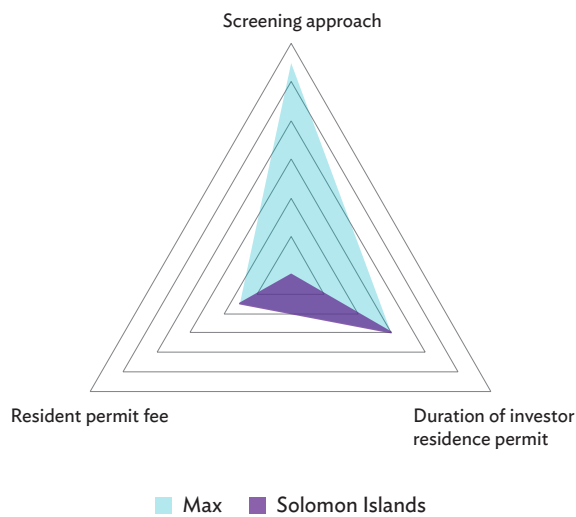 Screening approach
Resident permit fee
Duration of investor
residence permit
Max
Solomon Islands